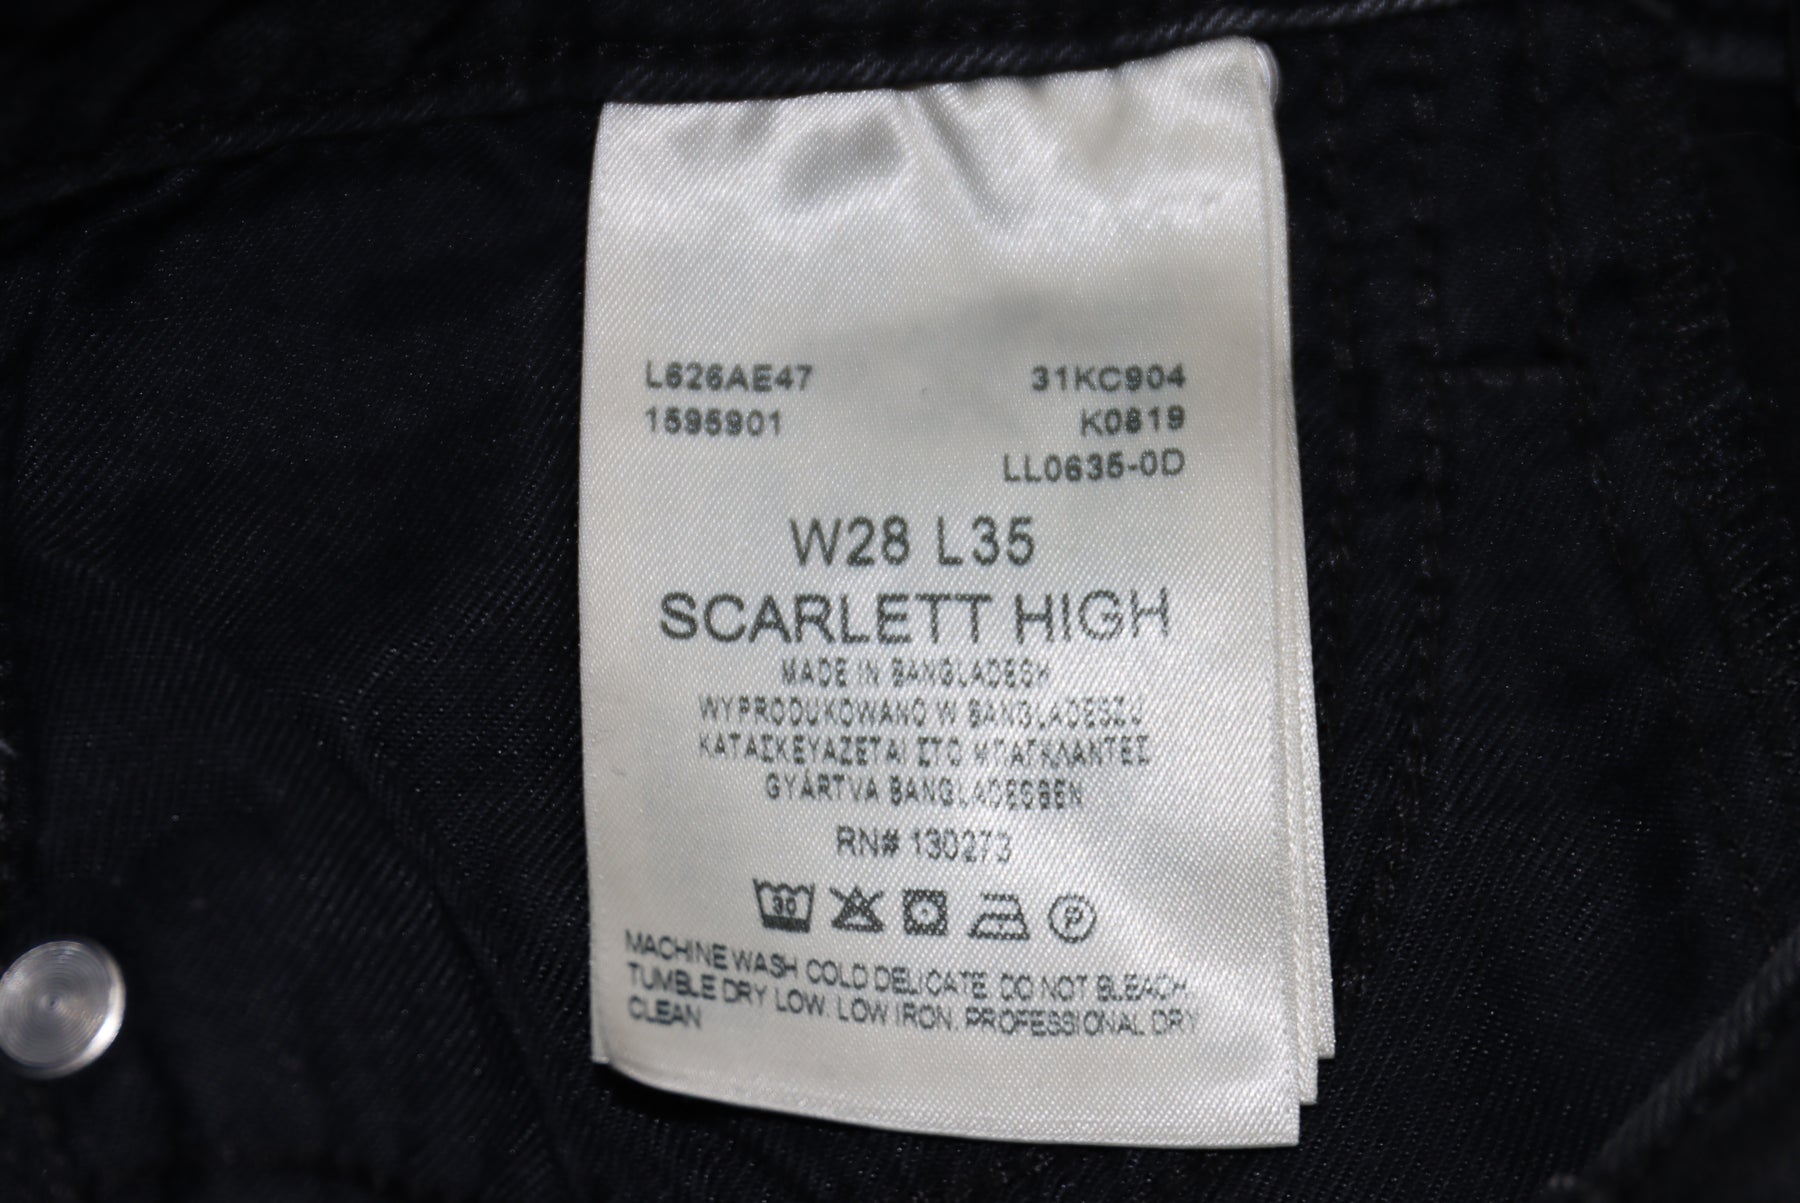 L626AE47 31KC904
1595901 K0819
LL0635-0D
W28 L35
SCARLETT HIGH
MADE IN BANGLADESH
WYPRODUKOWANO W BANGLADESZU
ΚΑΤΑΣΚΕΥΑΖΕΤΑΙ ΣΤΟ ΜΠΑΓΚΛΑΝΤΕΣ
GYÁRTVA BANGLADESBEN
RN# 130273
30 P
MACHINE WASH COLD DELICATE. DO NOT BLEACH.
TUMBLE DRY LOW. LOW IRON. PROFESSIONAL DRY
CLEAN